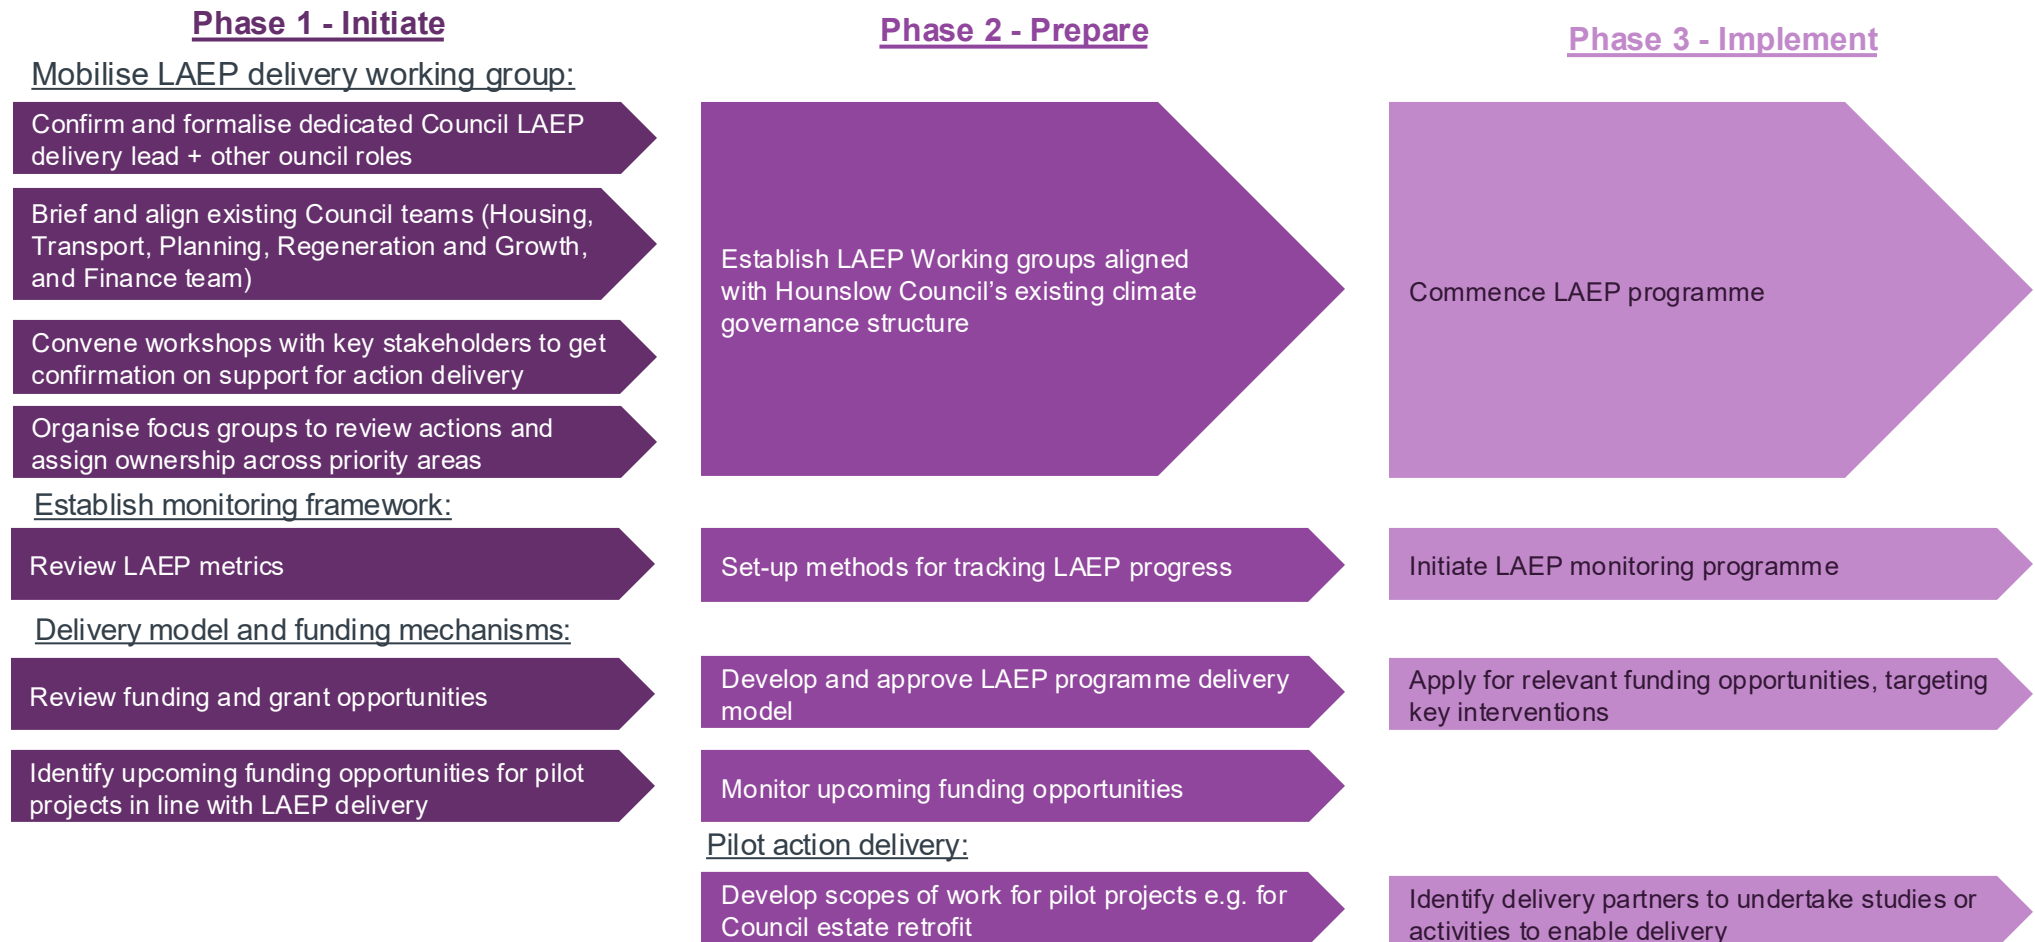 Phase 1 - Initiate
Phase 2 - Prepare
Phase 3 - Implement
Mobilise LAEP delivery working group:
Confirm and formalise dedicated Council LAEP
delivery lead + other ouncil roles
Brief and align existing Council teams (Housing,
Transport, Planning, Regeneration and Growth,
and Finance team)
Convene workshops with key stakeholders to get
confirmation on support for action delivery
Organise focus groups to review actions and
assign ownership across priority areas
Establish LAEP Working groups aligned
with Hounslow Council’s existing climate
governance structure
Commence LAEP programme
Establish monitoring framework:
Review LAEP metrics
Set-up methods for tracking LAEP progress
Initiate LAEP monitoring programme
Delivery model and funding mechanisms:
Review funding and grant opportunities
Develop and approve LAEP programme delivery
model
Apply for relevant funding opportunities, targeting
key interventions
Identify upcoming funding opportunities for pilot
projects in line with LAEP delivery
Monitor upcoming funding opportunities
Pilot action delivery:
Develop scopes of work for pilot projects e.g. for
Council estate retrofit
Identify delivery partners to undertake studies or
activities to enable delivery